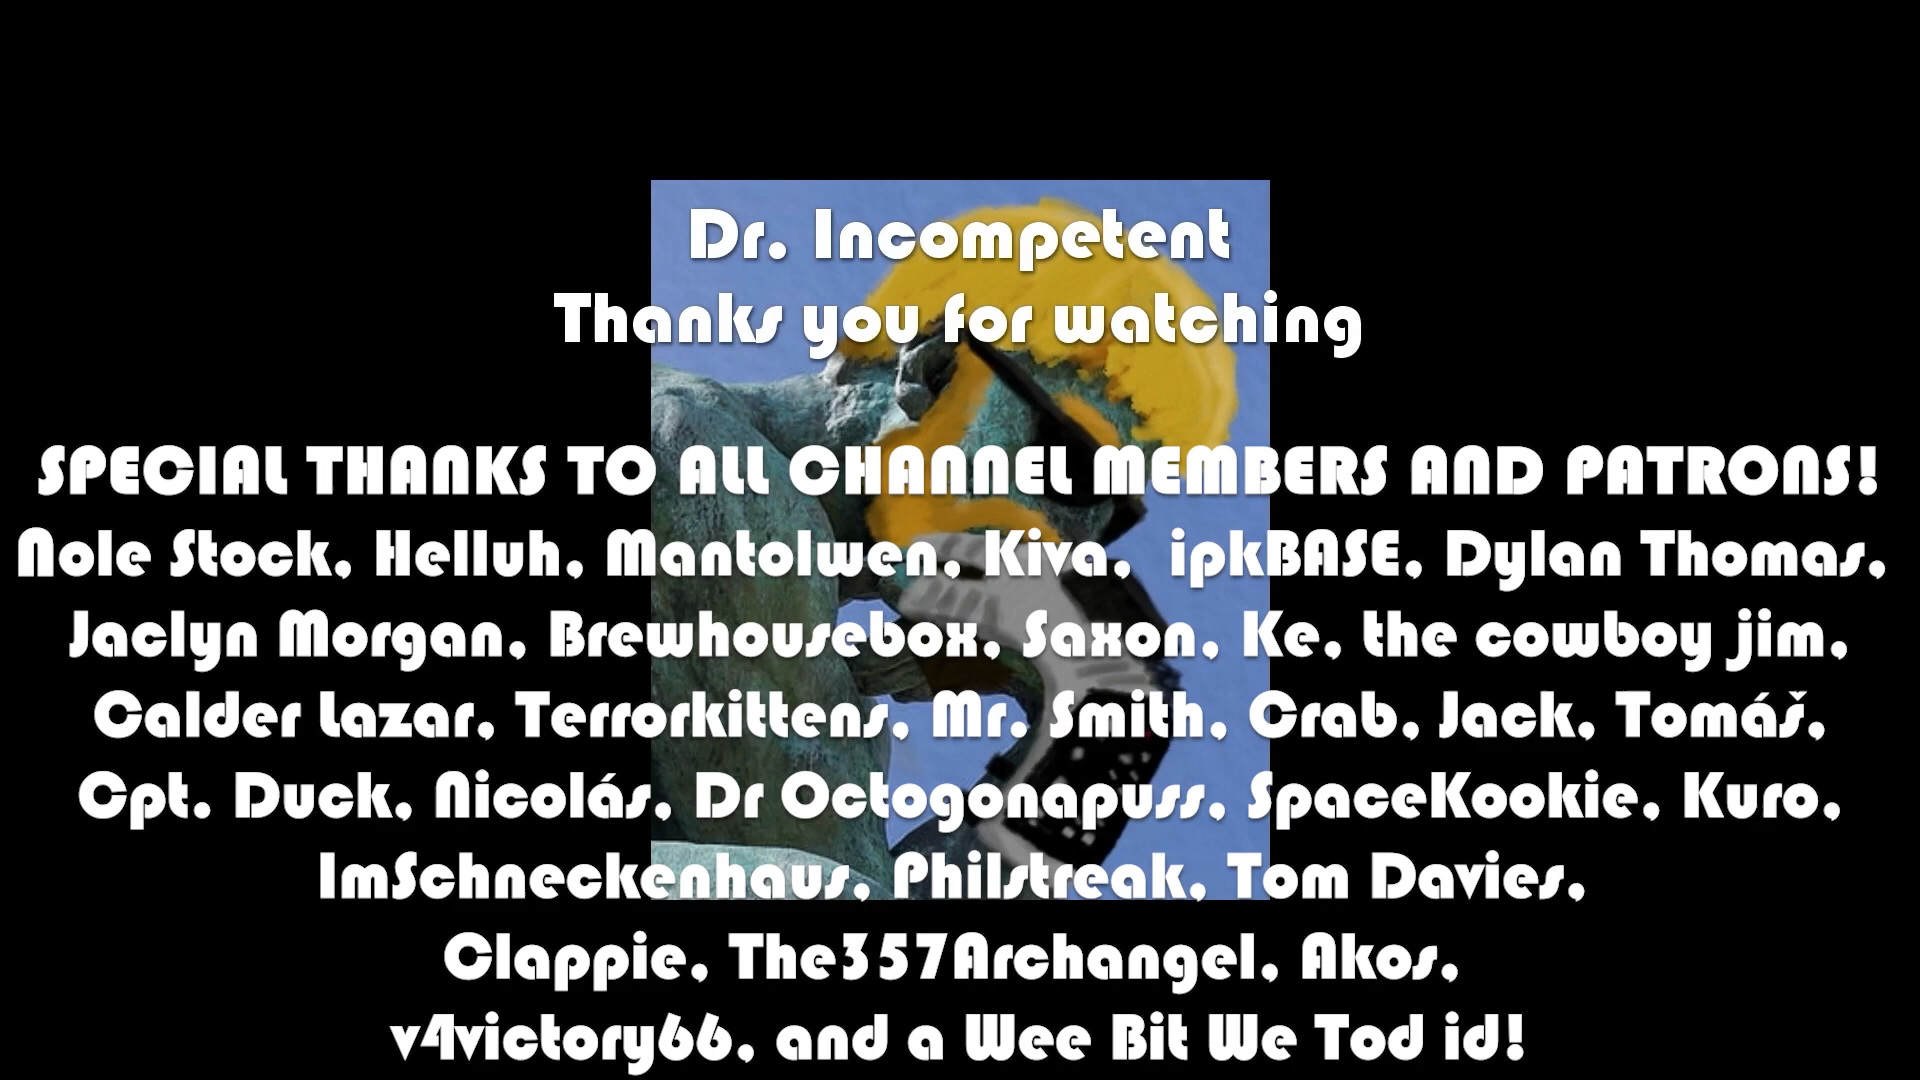 Dr. Incompetent
Thanks you for watching
SPECIAL THANKS TO ALL CHANNEL MEMBERS AND PATRONS!
Nole Stock, Helluh, Mantolwen, Kiva,  ipkBASE, Dylan Thomas,
Jaclyn Morgan, Brewhousebox, Saxon, Ke, the cowboy jim,
Calder Lazar, Terrorkittens, Mr. Smith, Crab, Jack, Tomáš,
Cpt. Duck, Nicolás, Dr Octogonapuss, SpaceKookie, Kuro,
ImSchneckenhaus, Philstreak, Tom Davies,
Clappie, The357Archangel, Akos,
v4victory66, and a Wee Bit We Tod id!